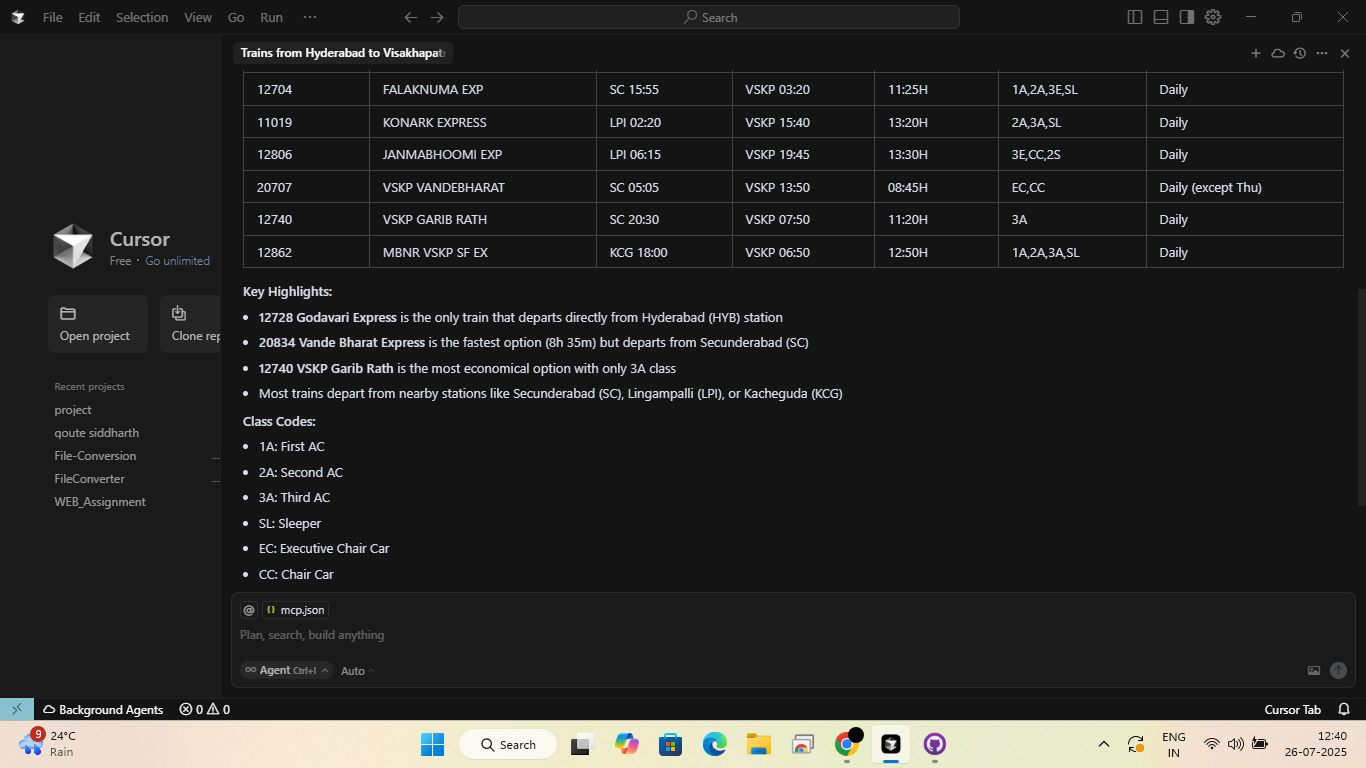 File Edit Selection View Go Run ··· Search
Trains from Hyderabad to Visakhapat
12704 FALAKNUMA EXP SC 15:55 VSKP 03:20 11:25H 1A,2A,3E,SL Daily
11019 KONARK EXPRESS LPI 02:20 VSKP 15:40 13:20H 2A,3A,SL Daily
12806 JANMABHOOMI EXP LPI 06:15 VSKP 19:45 13:30H 3E,CC,2S Daily
20707 VSKP VANDEBHARAT SC 05:05 VSKP 13:50 08:45H EC,CC Daily (except Thu)
12740 VSKP GARIB RATH SC 20:30 VSKP 07:50 11:20H 3A Daily
12862 MBNR VSKP SF EX KCG 18:00 VSKP 06:50 12:50H 1A,2A,3A,SL Daily
Cursor
Free · Go unlimited
Open project
Clone rep
Recent projects
project
qoute siddharth
File-Conversion ...
FileConverter ...
WEB_Assignment
Key Highlights:
• 12728 Godavari Express is the only train that departs directly from Hyderabad (HYB) station
• 20834 Vande Bharat Express is the fastest option (8h 35m) but departs from Secunderabad (SC)
• 12740 VSKP Garib Rath is the most economical option with only 3A class
• Most trains depart from nearby stations like Secunderabad (SC), Lingampalli (LPI), or Kacheguda (KCG)
Class Codes:
• 1A: First AC
• 2A: Second AC
• 3A: Third AC
• SL: Sleeper
• EC: Executive Chair Car
• CC: Chair Car
@ {} mcp.json
Plan, search, build anything
∞ Agent Ctrl+I Auto
Background Agents 0 0 Cursor Tab
9 24°C
Rain
Search
ENG
IN
12:40
26-07-2025